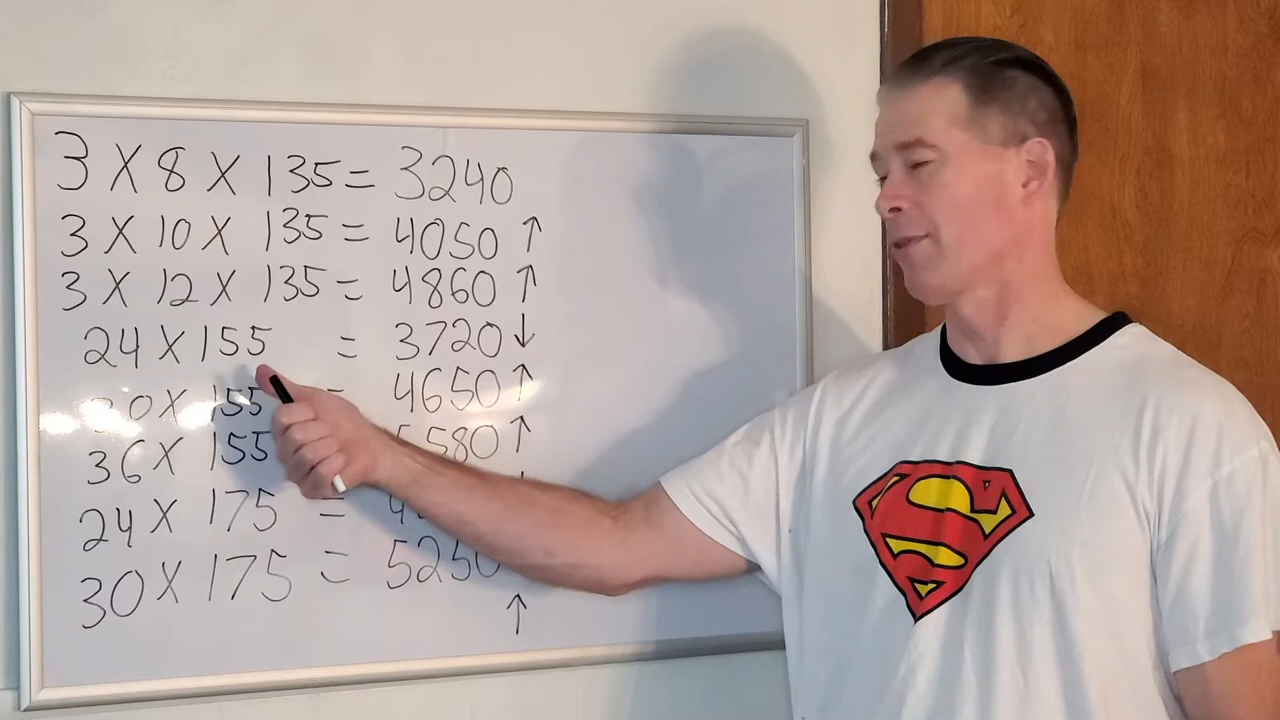 3 X 8 X 135 = 3240
3 X 10 X 135 = 4050 ↑
3 X 12 X 135 = 4860 ↑
24 X 155 = 3720 ↓
30 X 155 = 4650 ↑
36 X 155 580 ↑
24 X 175 = 4
30 X 175 = 5250
↑
S